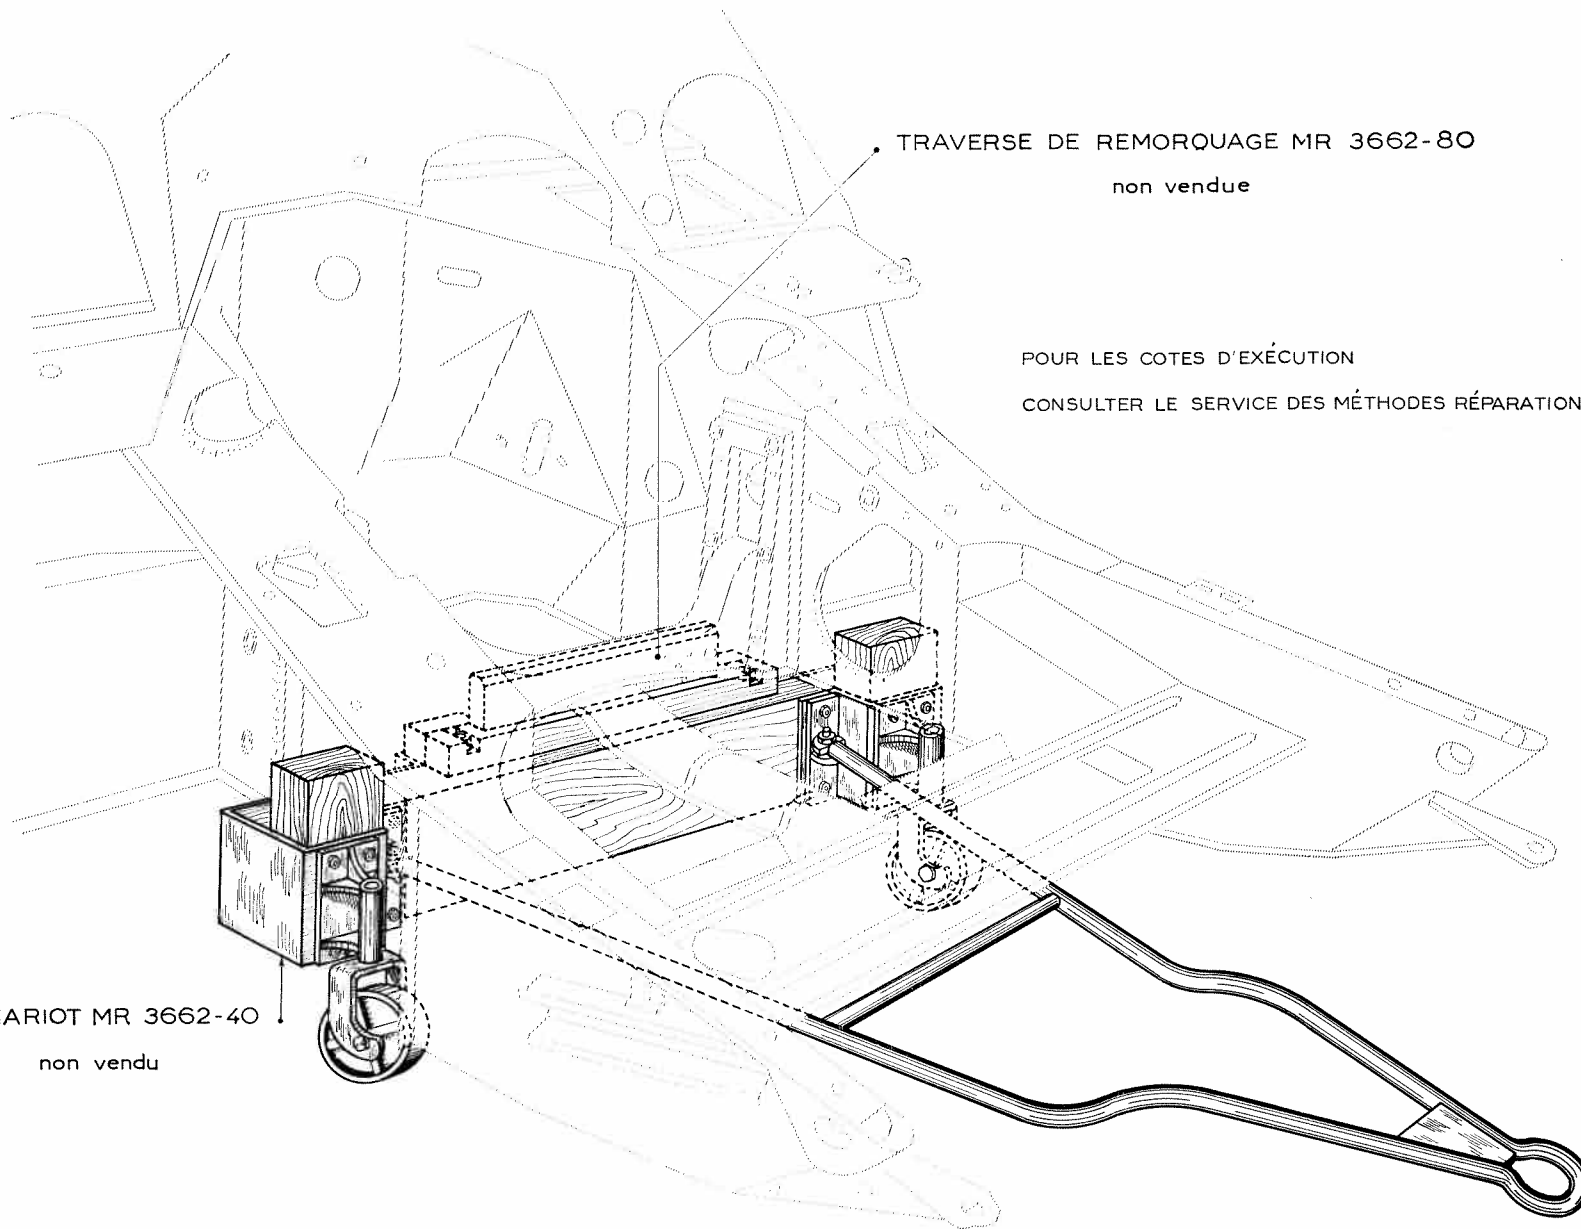 TRAVERSE DE REMORQUAGE MR 3662-80
non vendue
POUR LES COTES D'EXÉCUTION
CONSULTER LE SERVICE DES MÉTHODES RÉPARATION
ARIOT MR 3662-40
non vendu